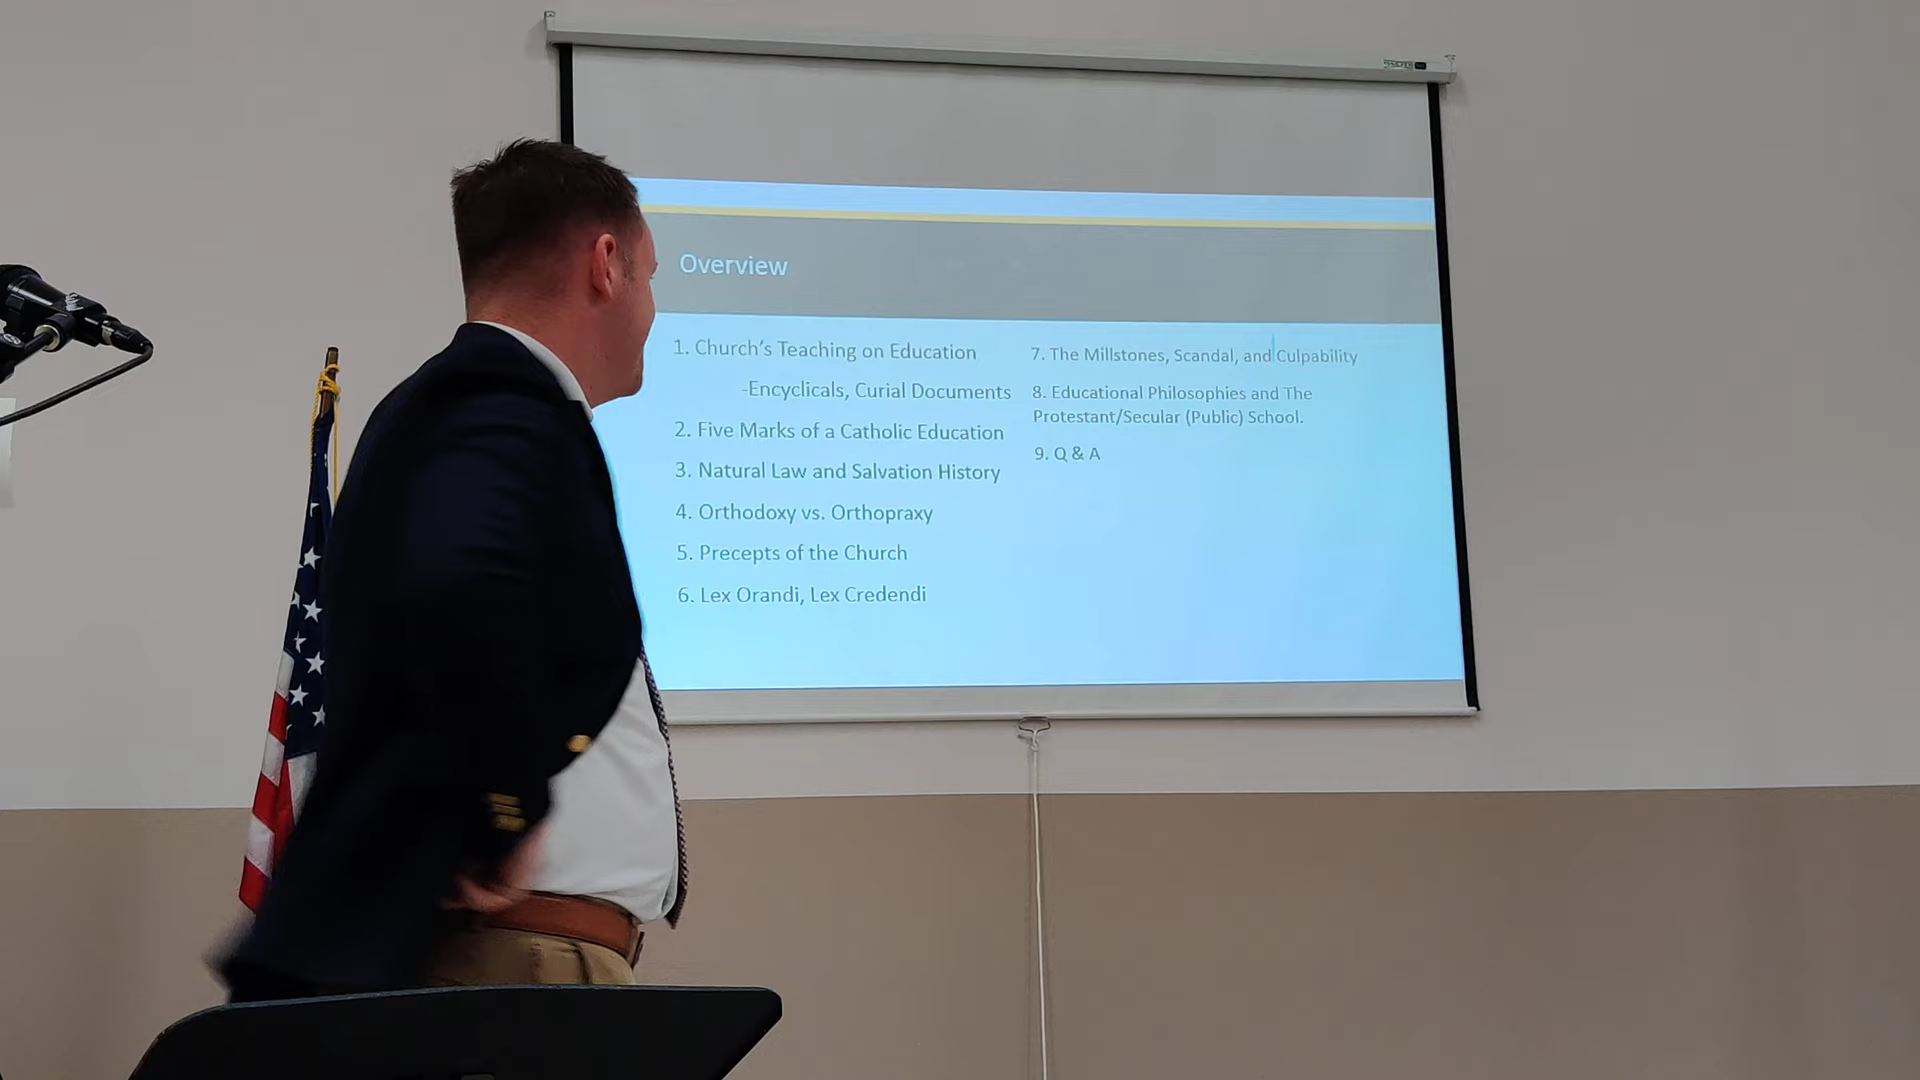 Overview
1. Church's Teaching on Education
-Encyclicals, Curial Documents
2. Five Marks of a Catholic Education
3. Natural Law and Salvation History
4. Orthodoxy vs. Orthopraxy
5. Precepts of the Church
6. Lex Orandi, Lex Credendi
7. The Millstones, Scandal, and Culpability
8. Educational Philosophies and The
Protestant/Secular (Public) School.
9. Q & A